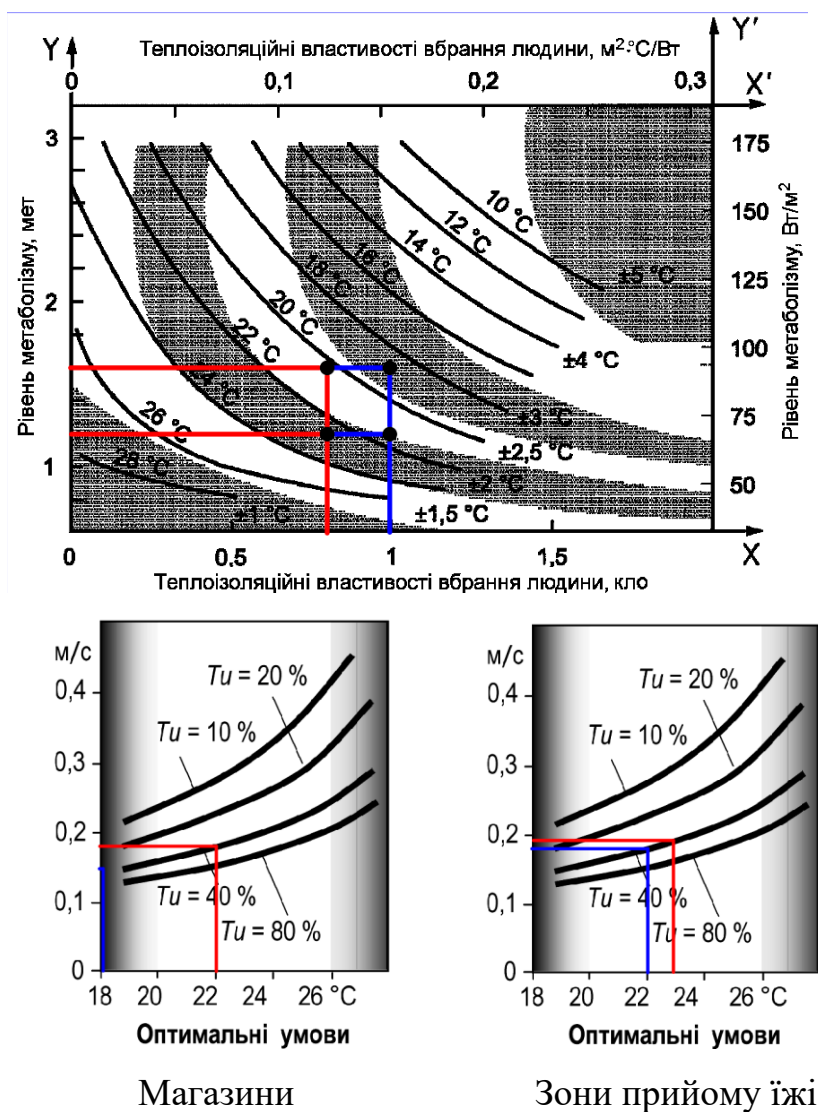 Теплоізоляційні властивості вбрання людини, м²·°С/Вт
Y
Y′
0
0,1
0,2
0,3
X′
3
2
1
Рівень метаболізму, мет
175
150
125
100
75
50
Рівень метаболізму, Вт/м²
10 °C
12 °C
14 °C
16 °C
18 °C
20 °C
22 °C
24 °C
26 °C
28 °C
±5 °C
±4 °C
±3 °C
±2,5 °C
±2 °C
±1,5 °C
±1 °C
0
0,5
1
1,5
X
Теплоізоляційні властивості вбрання людини, кло
м/с
0,4
0,3
0,2
0,1
0
Tu = 20 %
Tu = 10 %
Tu = 40 %
Tu = 80 %
18 20 22 24 26 °C
Оптимальні умови
Магазини
м/с
0,4
0,3
0,2
0,1
0
Tu = 20 %
Tu = 10 %
Tu = 40 %
Tu = 80 %
18 20 22 24 26 °C
Оптимальні умови
Зони прийому їжі